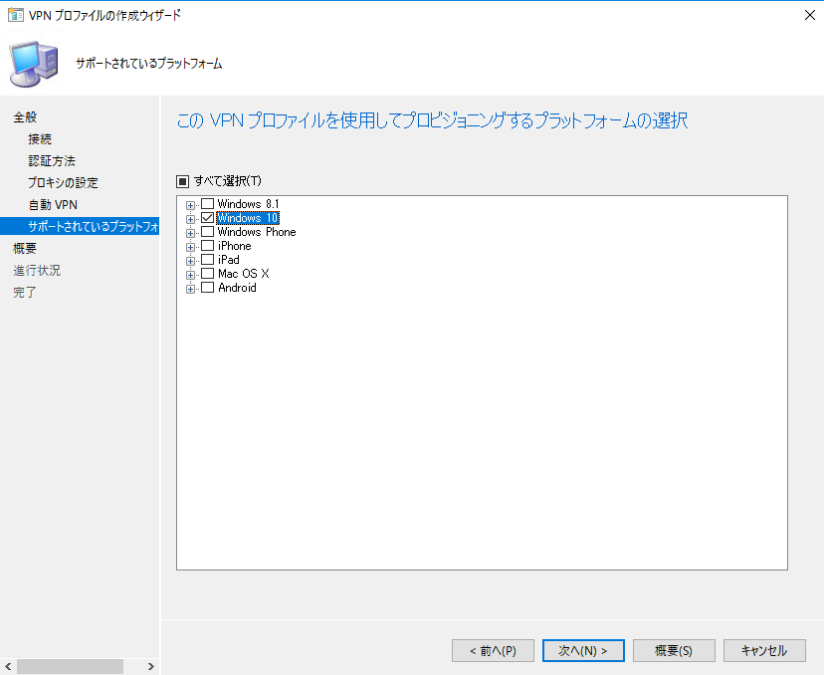 VPN プロファイルの作成ウィザード
サポートされているプラットフォーム
全般
接続
認証方法
プロキシの設定
自動 VPN
サポートされているプラットフォ
概要
進行状況
完了
この VPN プロファイルを使用してプロビジョニングするプラットフォームの選択
すべて選択(T)
Windows 8.1
Windows 10
Windows Phone
iPhone
iPad
Mac OS X
Android
< 前へ(P)
次へ(N) >
概要(S)
キャンセル